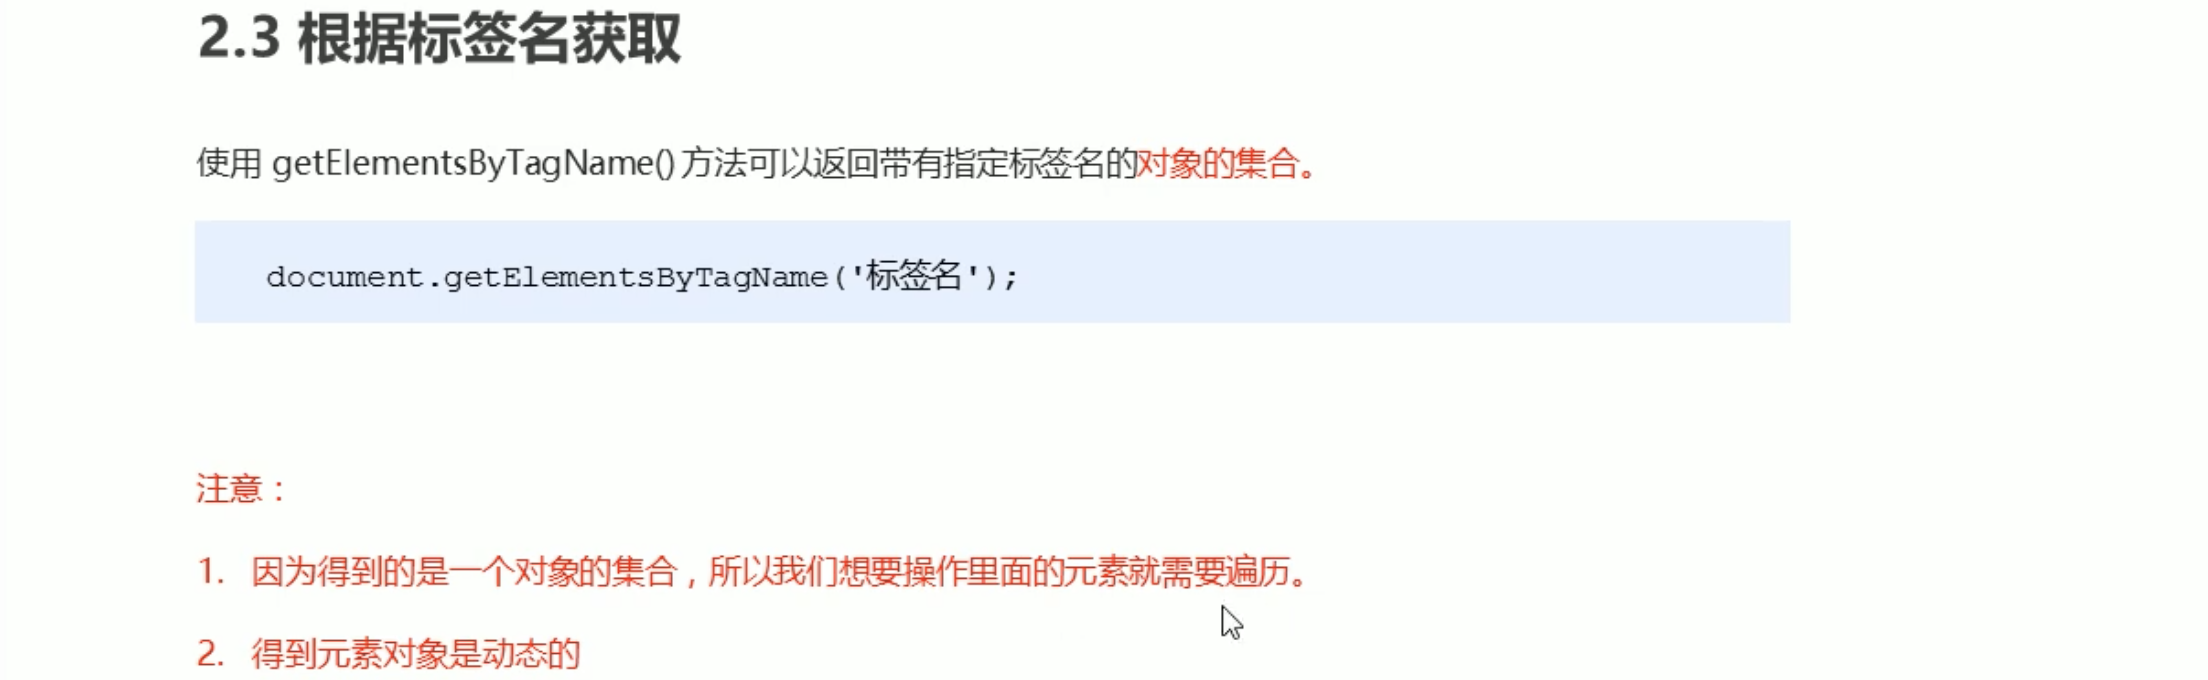 2.3 根据标签名获取
使用 getElementsByTagName() 方法可以返回带有指定标签名的对象的集合。
document.getElementsByTagName('标签名');
注意：
1. 因为得到的是一个对象的集合，所以我们想要操作里面的元素就需要遍历。
2. 得到元素对象是动态的